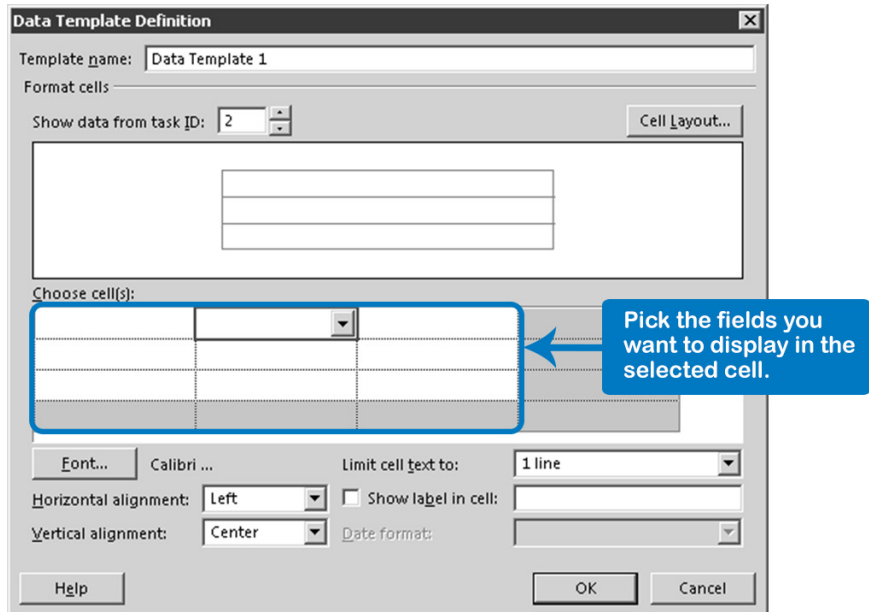 Data Template Definition
Template name: Data Template 1
Format cells
Show data from task ID: 2
Cell Layout...
Choose cell(s):
Pick the fields you
want to display in the
selected cell.
Font... Calibri ... Limit cell text to: 1 line
Horizontal alignment: Left Show label in cell:
Vertical alignment: Center Date format:
Help OK Cancel